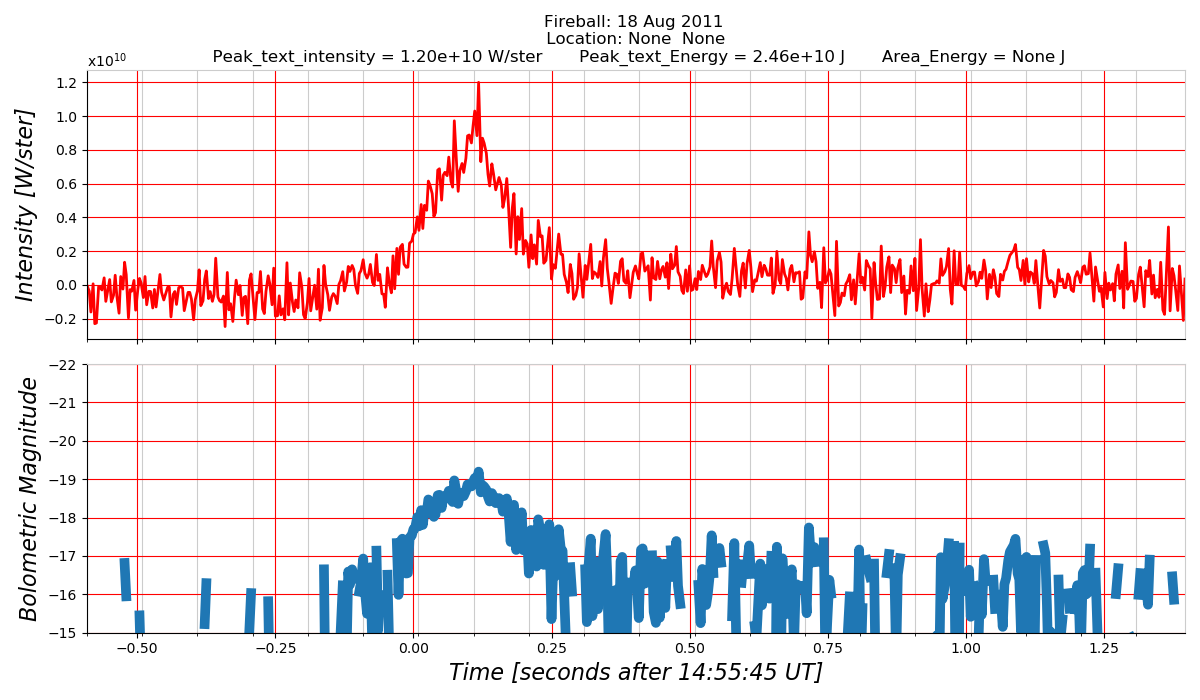 Fireball: 18 Aug 2011
Location: None  None
Peak_text_intensity = 1.20e+10 W/ster       Peak_text_Energy = 2.46e+10 J       Area_Energy = None J
x10¹⁰
1.2
1.0
0.8
0.6
0.4
0.2
0.0
−0.2
Intensity [W/ster]
−22
−21
−20
−19
−18
−17
−16
−15
Bolometric Magnitude
−0.50 −0.25 0.00 0.25 0.50 0.75 1.00 1.25
Time [seconds after 14:55:45 UT]